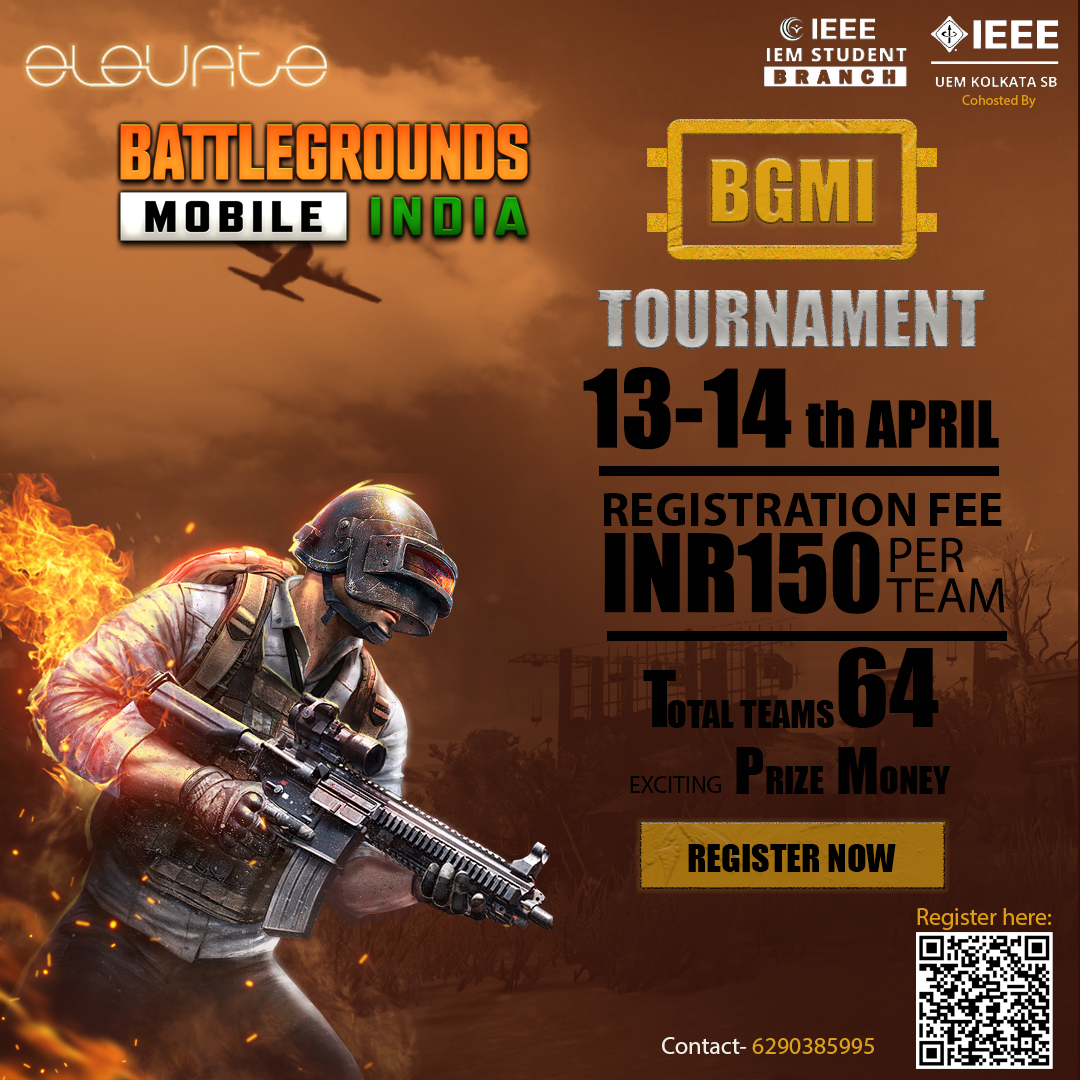 elevate
IEEE
IEM STUDENT
BRANCH
IEEE
UEM KOLKATA SB
Cohosted By
BATTLEGROUNDS
MOBILE INDIA
BGMI
TOURNAMENT
13-14 th APRIL
REGISTRATION FEE
INR150 PER TEAM
TOTAL TEAMS 64
EXCITING PRIZE MONEY
REGISTER NOW
Register here:
Contact- 6290385995